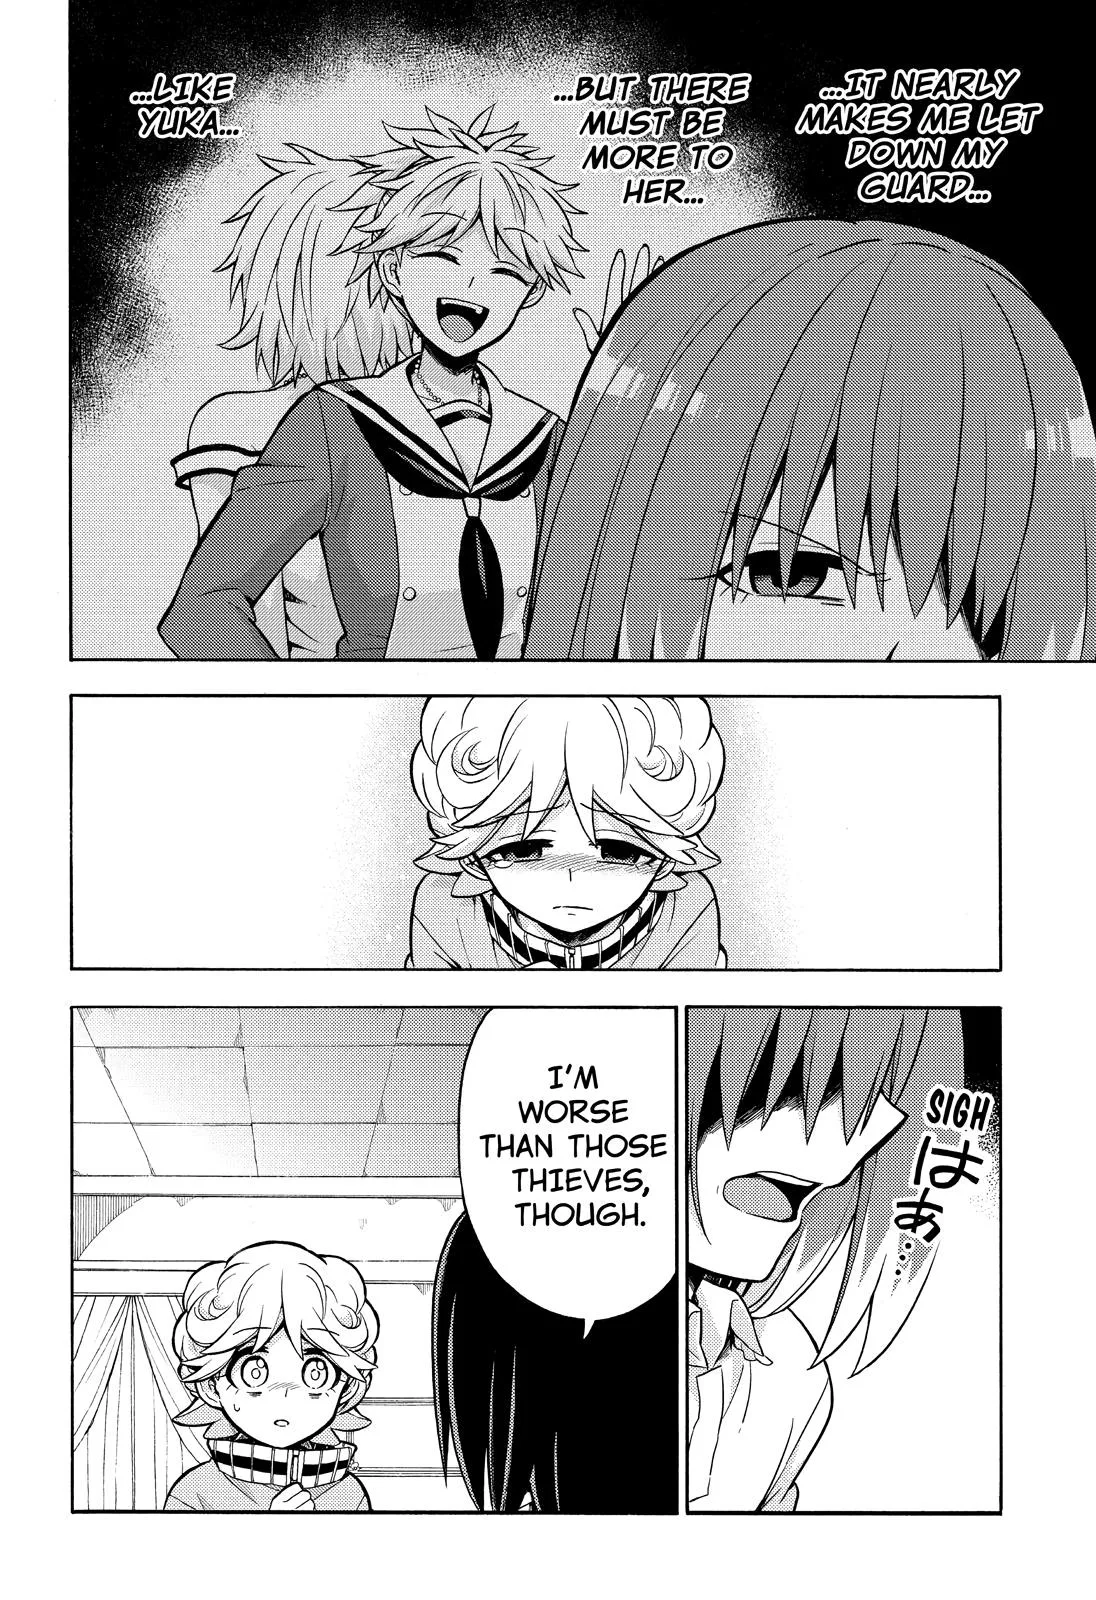 ...IT NEARLY
MAKES ME LET
DOWN MY
GUARD...
...BUT THERE
MUST BE
MORE TO
HER...
...LIKE
YUKA...
SIGH
はぁ...
I'M
WORSE
THAN THOSE
THIEVES,
THOUGH.